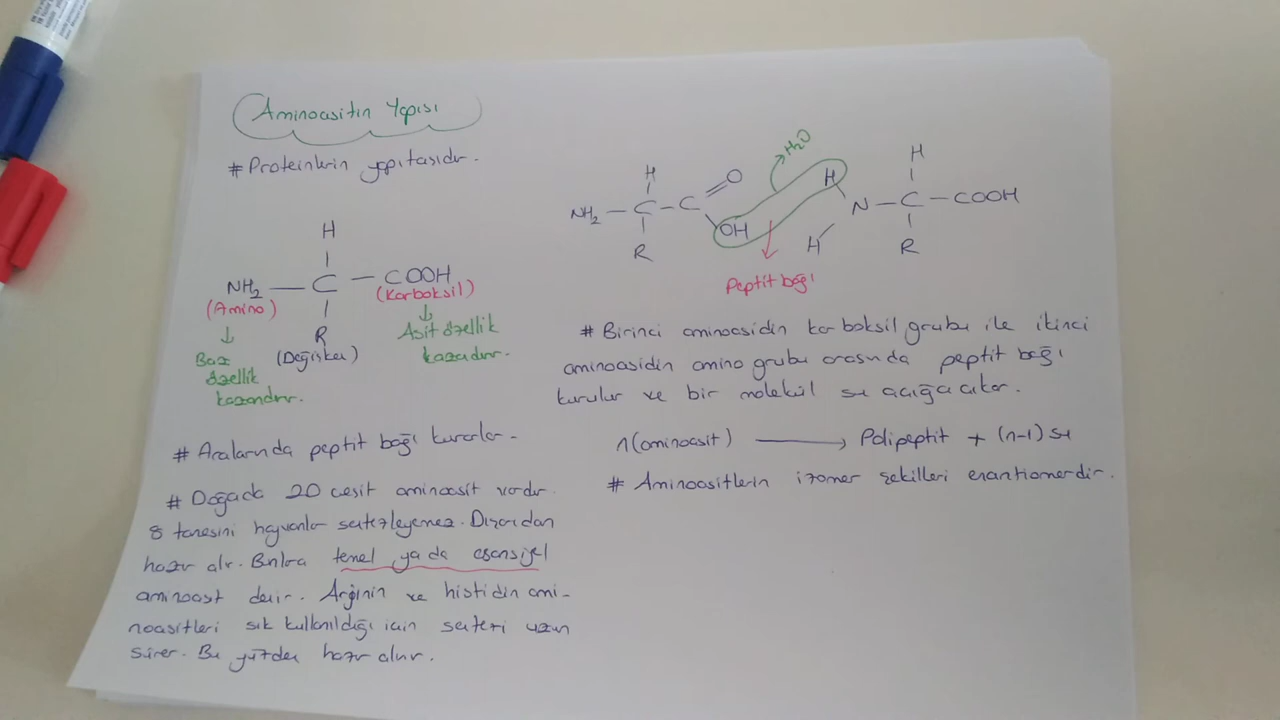 Aminoasitin Yapısı
# Proteinlerin yapıtaşıdır.
H
NH₂ — C — COOH
(Amino)
(Karboksil)
R
(Değişken)
Baz
özellik
kazandırır.
Asit özellik
kazandırır.
# Aralarında peptit bağı kurarlar.
# Doğada 20 çeşit aminoasit vardır.
8 tanesini hayvanlar sentezleyemez. Dışarıdan
hazır alır. Bunlara temel ya da esansiyel
aminoasit denir. Arginin ve histidin ami-
noasitleri sık kullanıldığı için sentezi uzun
sürer. Bu yüzden hazır alınır.
H₂O
H
O
NH₂ — C — C
OH
R
H
H
N — C — COOH
H
R
Peptit bağı
# Birinci aminoasidin karboksil grubu ile ikinci
aminoasidin amino grubu arasında peptit bağı
kurulur ve bir molekül su açığa çıkar.
n(aminoasit) ⟶ Polipeptit + (n-1) su
# Aminoasitlerin izomer şekilleri enantiomerdir.